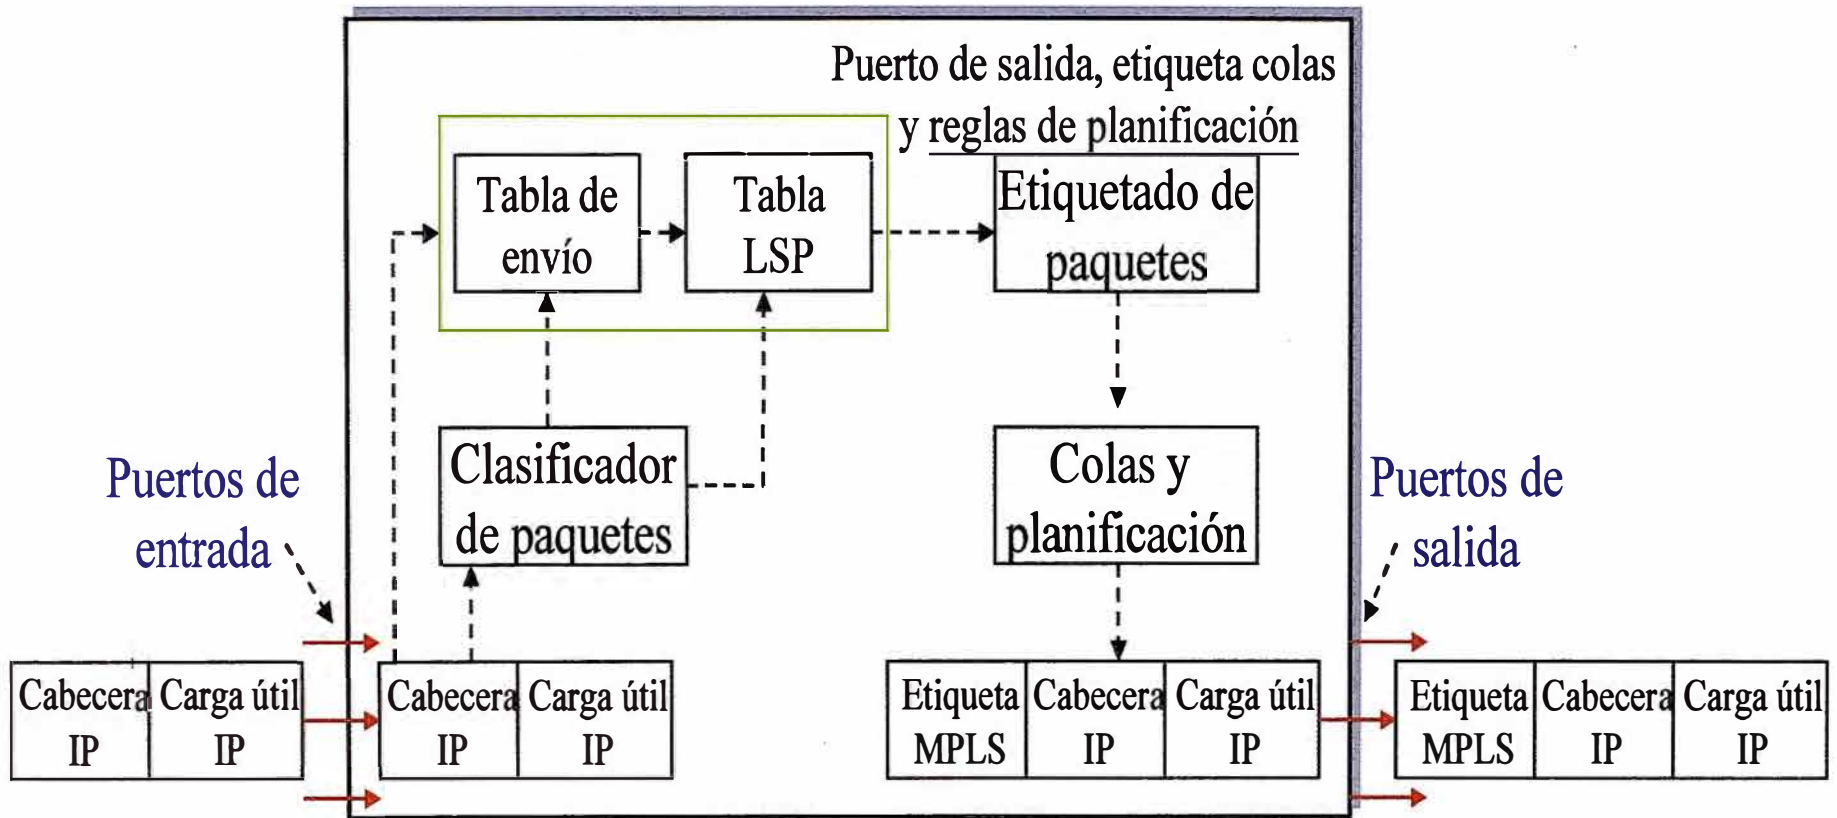 Puerto de salida, etiqueta colas
y reglas de planificación
Tabla de
envío
Tabla
LSP
Etiquetado de
paquetes
Clasificador
de paquetes
Colas y
planificación
Puertos de
entrada
Puertos de
salida
Cabecera
IP
Carga útil
IP
Cabecera
IP
Carga útil
IP
Etiqueta
MPLS
Cabecera
IP
Carga útil
IP
Etiqueta
MPLS
Cabecera
IP
Carga útil
IP